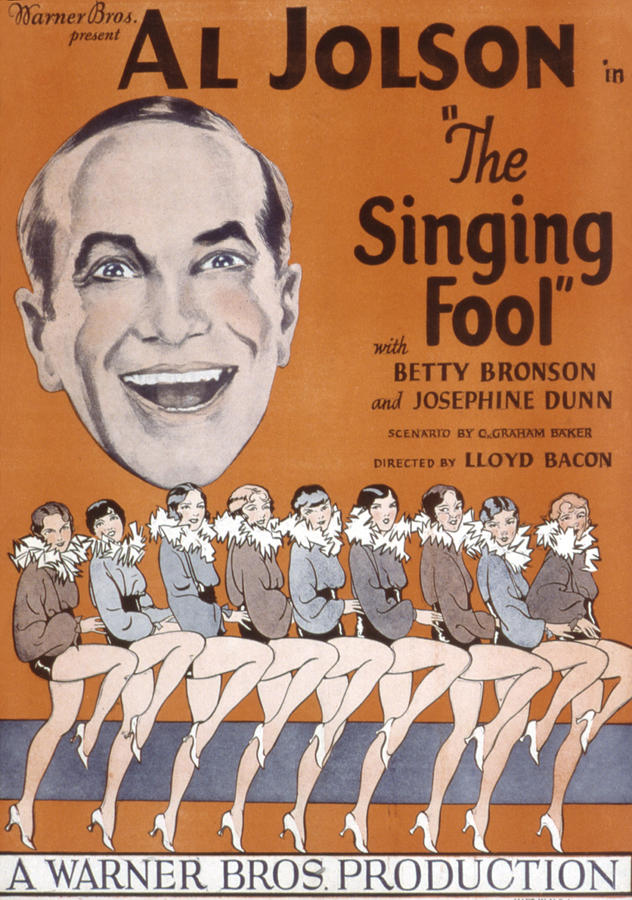 Warner Bros.
present
AL JOLSON in
"The
Singing
Fool"
with
BETTY BRONSON
and JOSEPHINE DUNN
SCENARIO BY C. GRAHAM BAKER
DIRECTED BY LLOYD BACON
A WARNER BROS. PRODUCTION